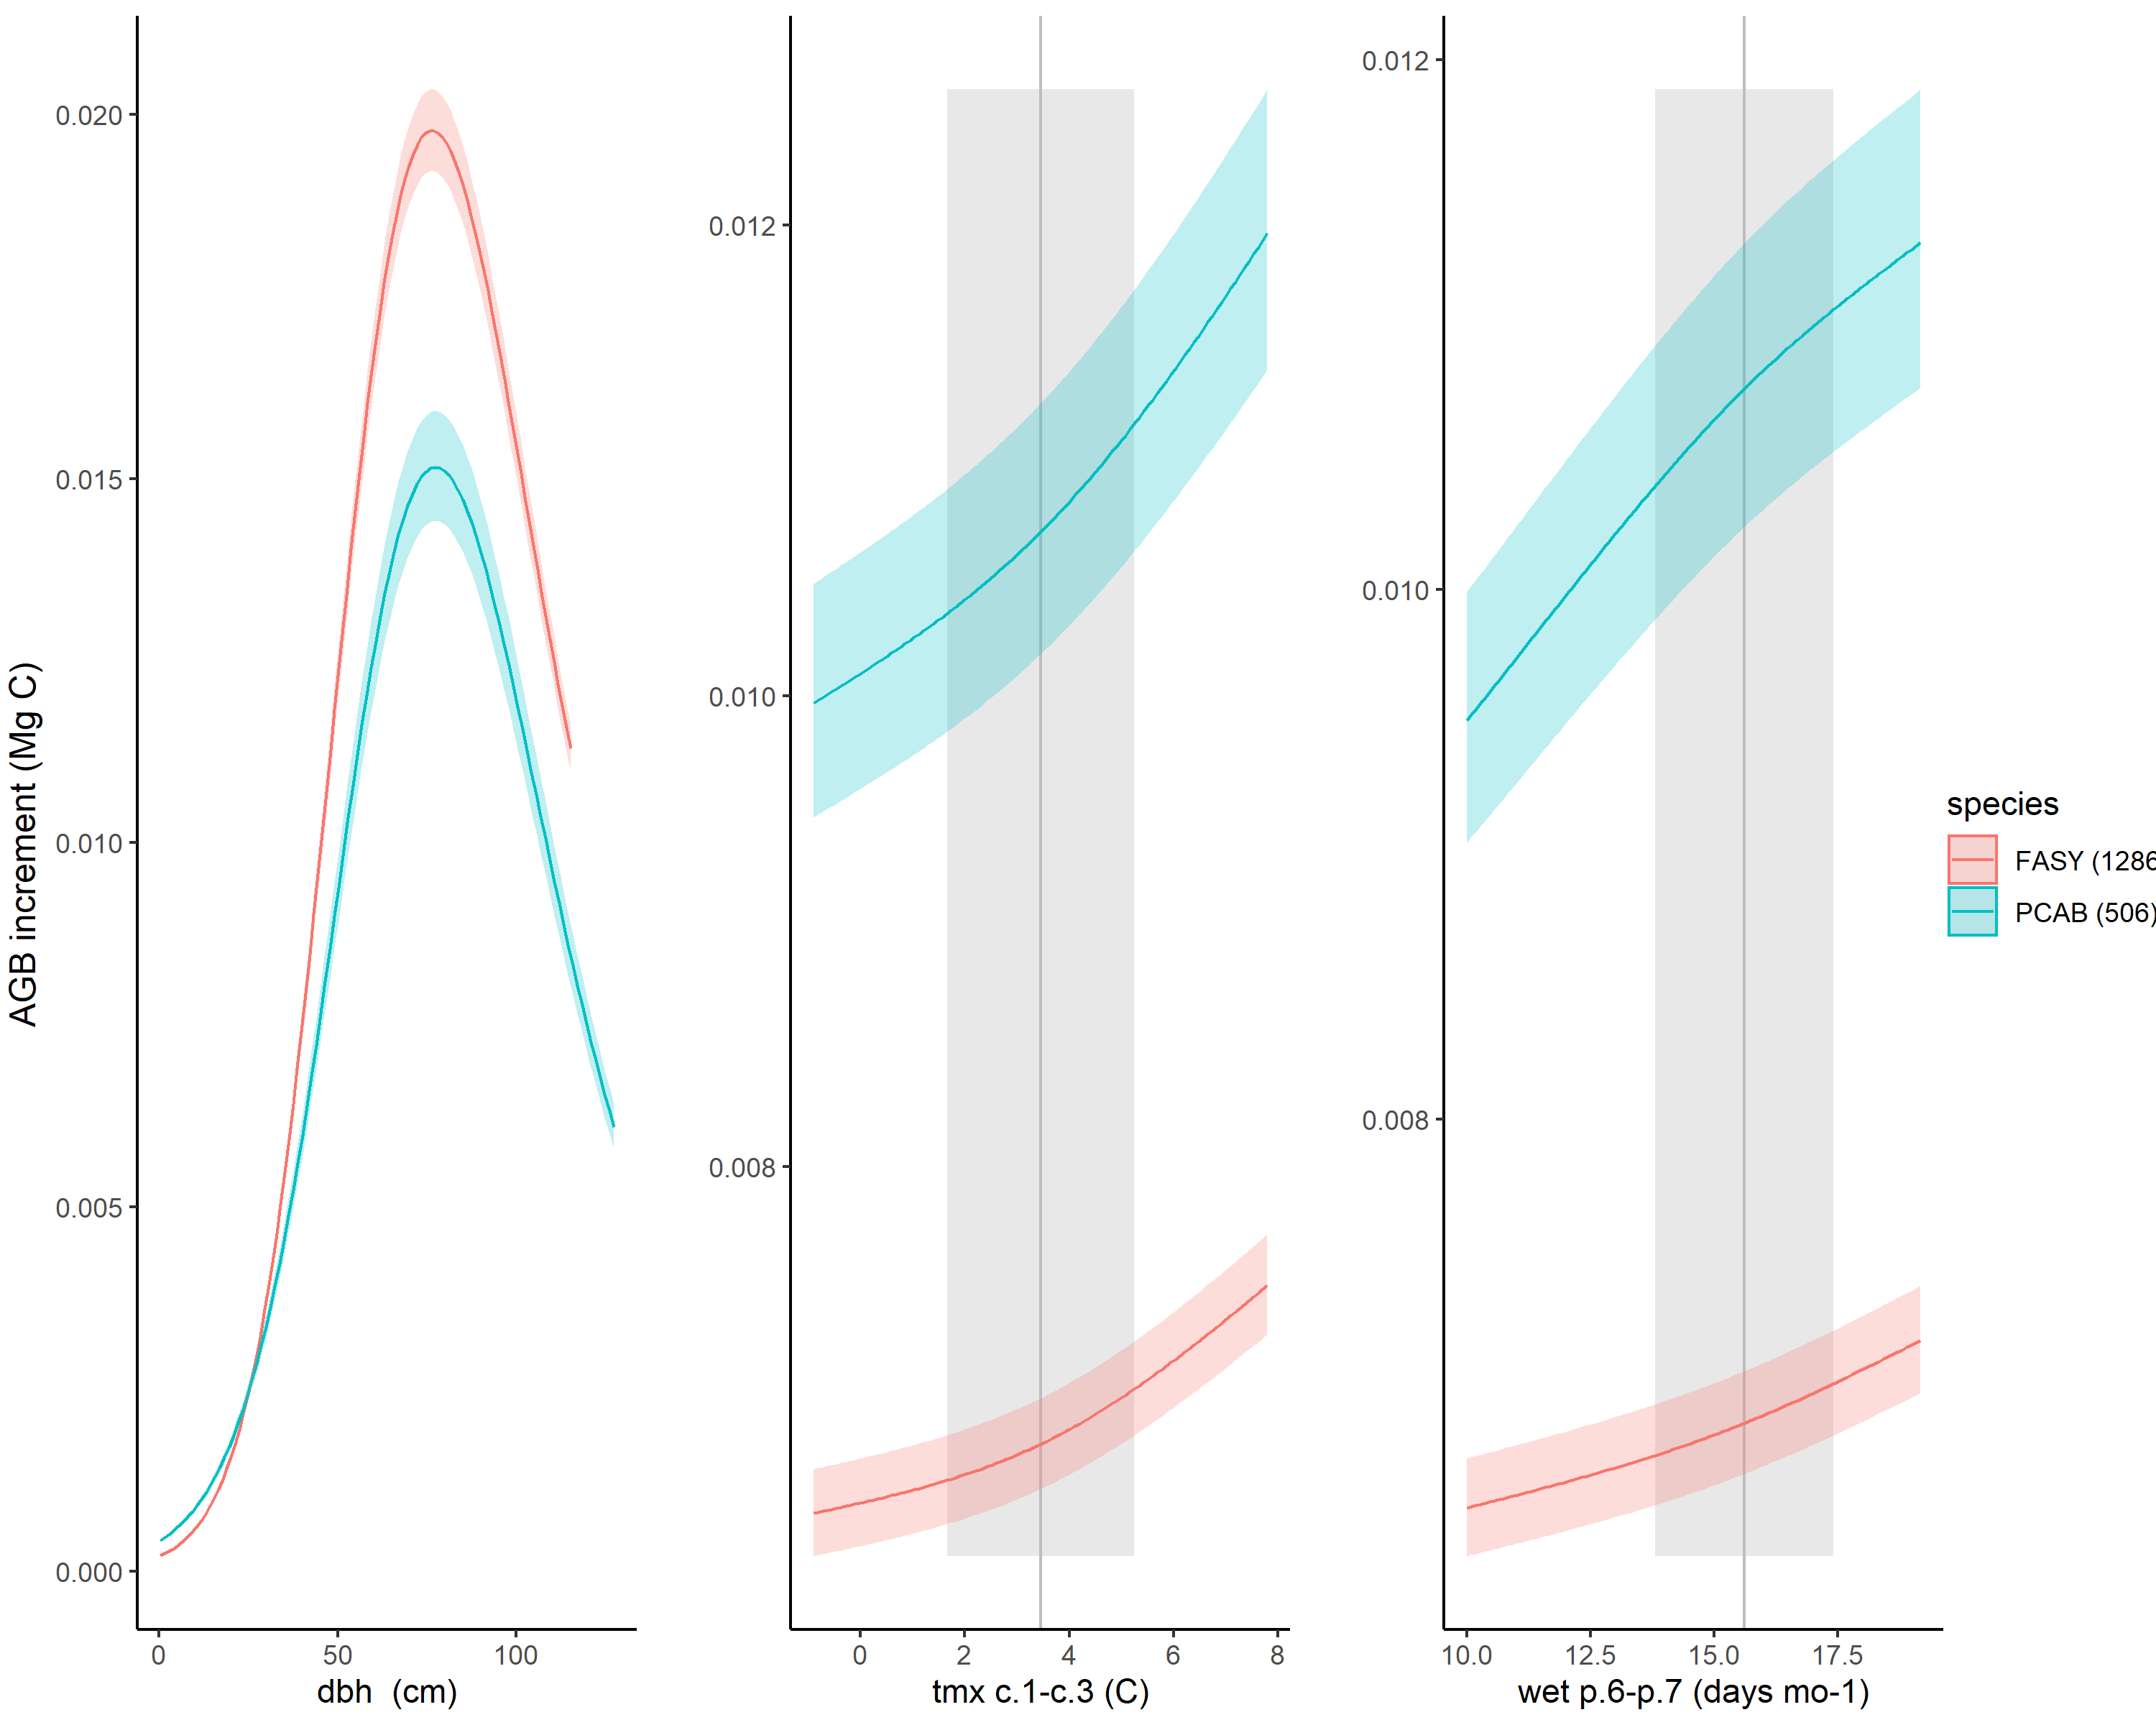 AGB increment (Mg C)
0.020
0.015
0.010
0.005
0.000
0 50 100
dbh (cm)
0.012
0.010
0.008
0 2 4 6 8
tmx c.1-c.3 (C)
0.012
0.010
0.008
10.0 12.5 15.0 17.5
wet p.6-p.7 (days mo-1)
species
FASY (1286
PCAB (506)